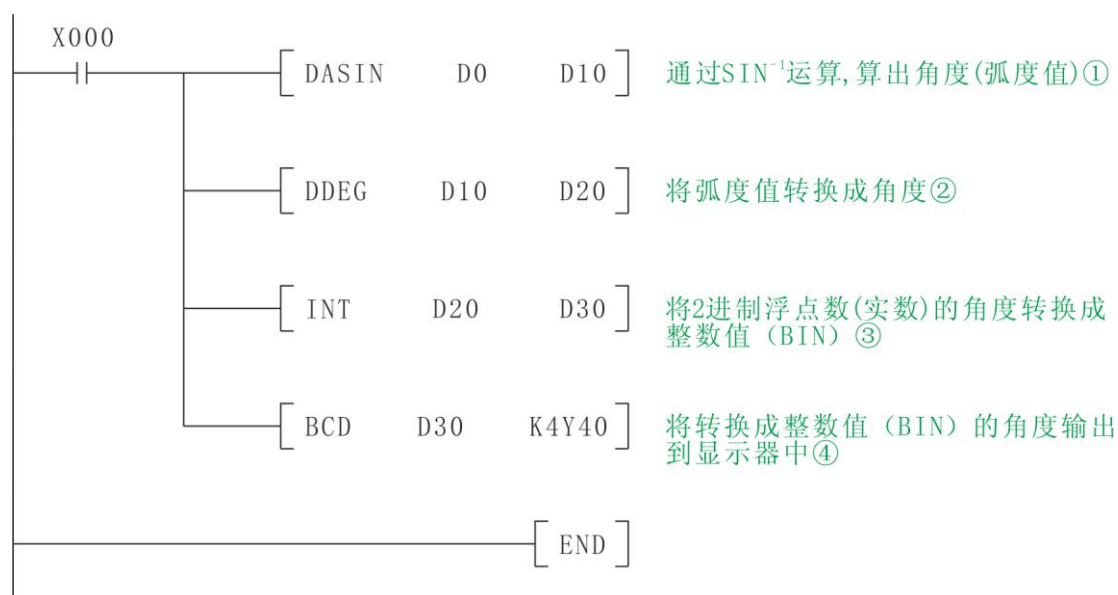 X000
DASIN D0 D10 通过SIN⁻¹运算,算出角度(弧度值)①
DDEG D10 D20 将弧度值转换成角度②
INT D20 D30 将2进制浮点数(实数)的角度转换成
整数值（BIN）③
BCD D30 K4Y40 将转换成整数值（BIN）的角度输出
到显示器中④
END